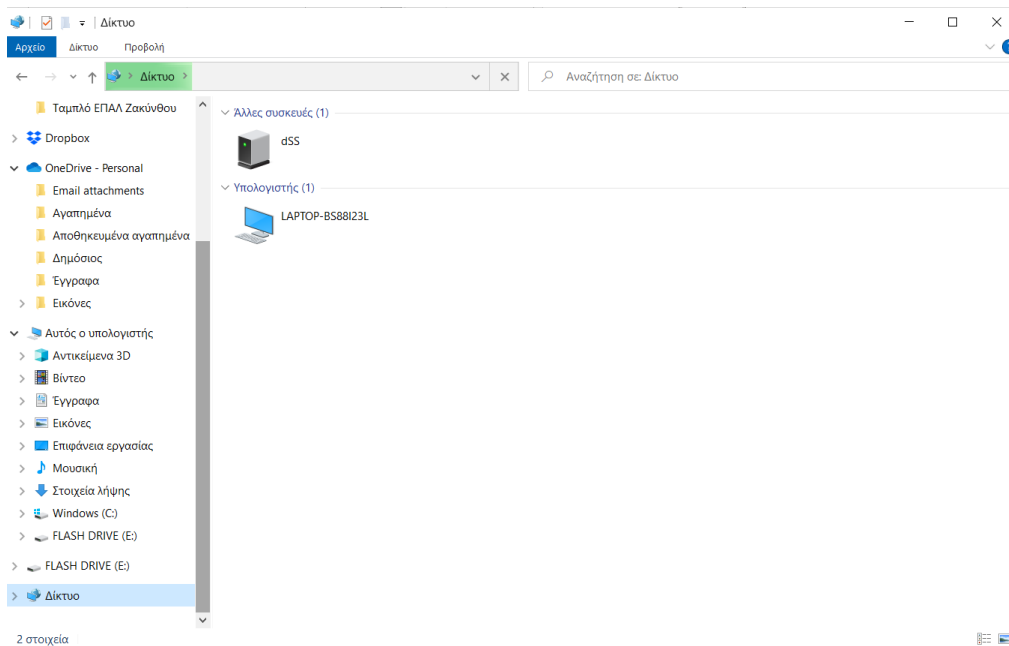 Δίκτυο
Αρχείο Δίκτυο Προβολή
Δίκτυο
Αναζήτηση σε: Δίκτυο
Ταμπλό ΕΠΑΛ Ζακύνθου
Dropbox
OneDrive - Personal
Email attachments
Αγαπημένα
Αποθηκευμένα αγαπημένα
Δημόσιος
Έγγραφα
Εικόνες
Αυτός ο υπολογιστής
Αντικείμενα 3D
Βίντεο
Έγγραφα
Εικόνες
Επιφάνεια εργασίας
Μουσική
Στοιχεία λήψης
Windows (C:)
FLASH DRIVE (E:)
FLASH DRIVE (E:)
Δίκτυο
Άλλες συσκευές (1)
dSS
Υπολογιστής (1)
LAPTOP-BS88I23L
2 στοιχεία